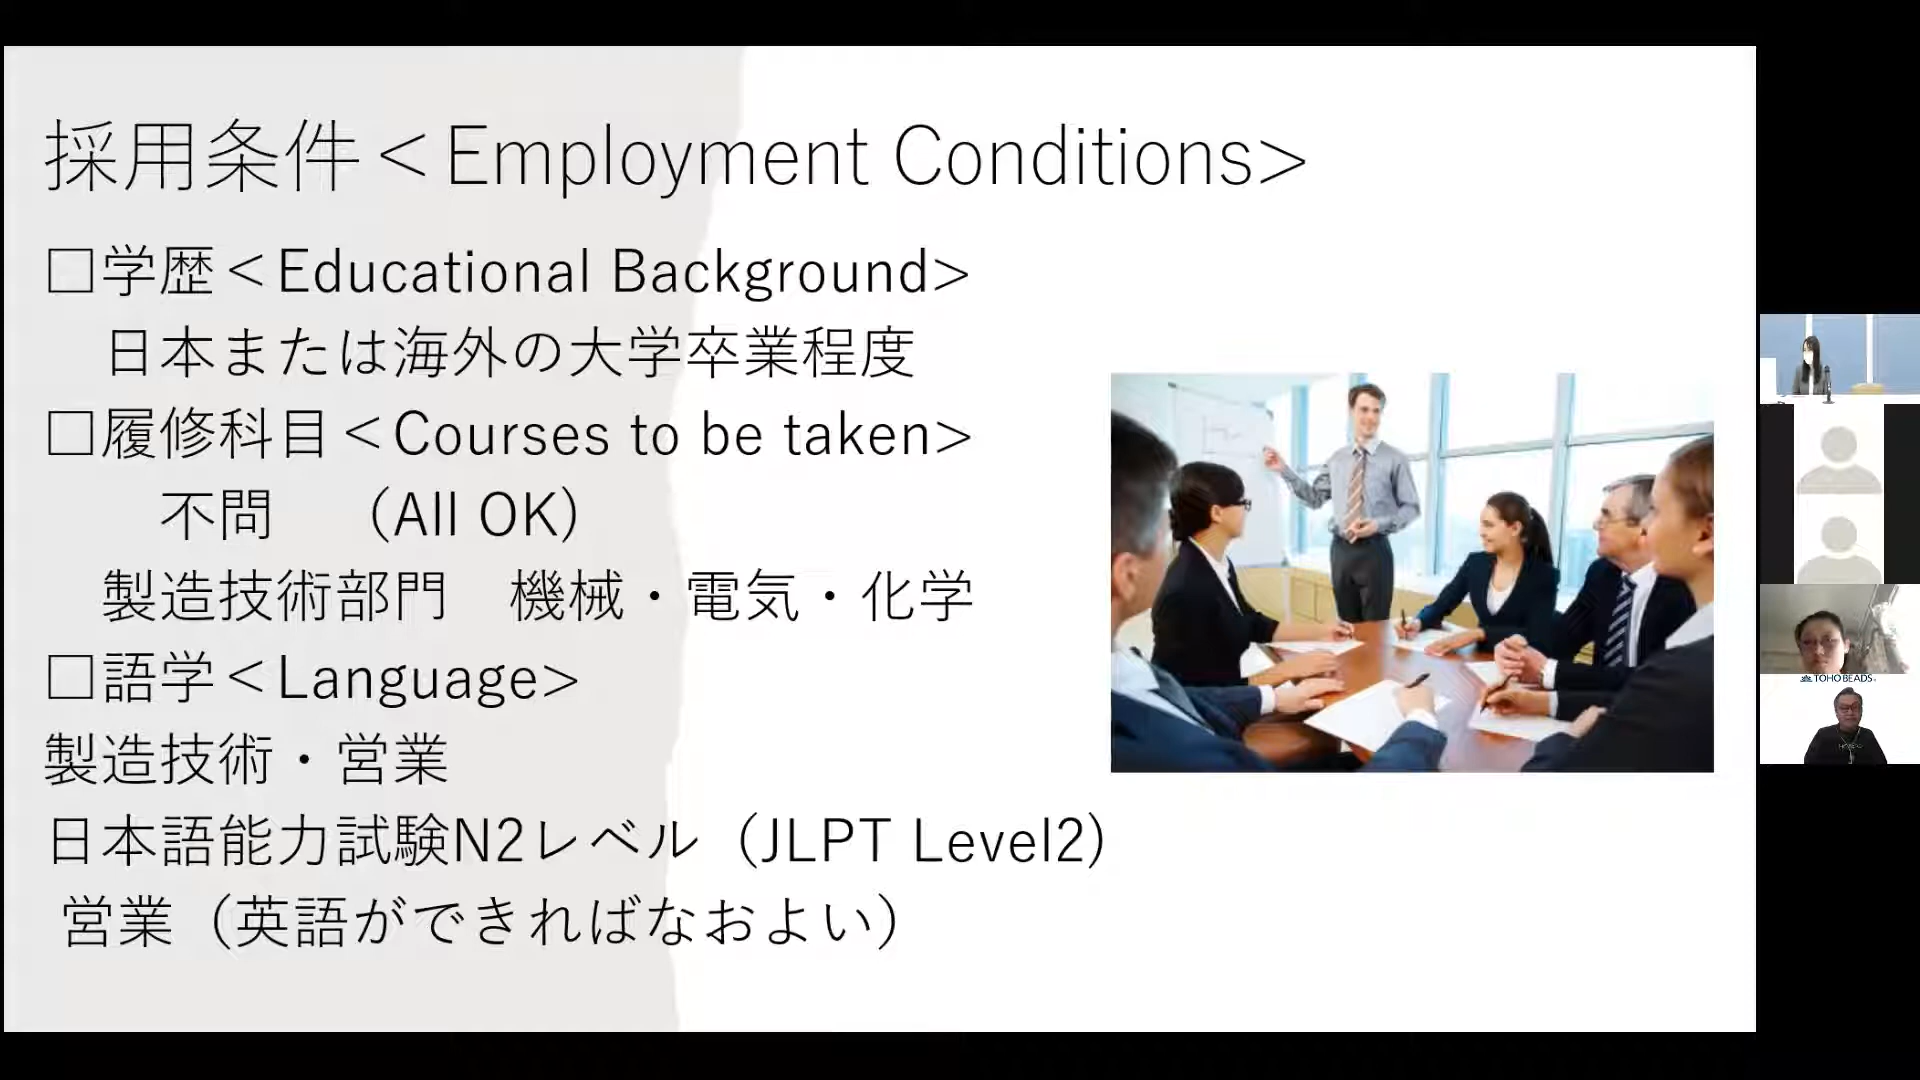 採用条件＜Employment Conditions>
□学歴＜Educational Background>
日本または海外の大学卒業程度
□履修科目＜Courses to be taken>
不問　（All OK）
製造技術部門　機械・電気・化学
□語学＜Language>
製造技術・営業
日本語能力試験N2レベル（JLPT Level2）
営業（英語ができればなおよい）
TOHO BEADS